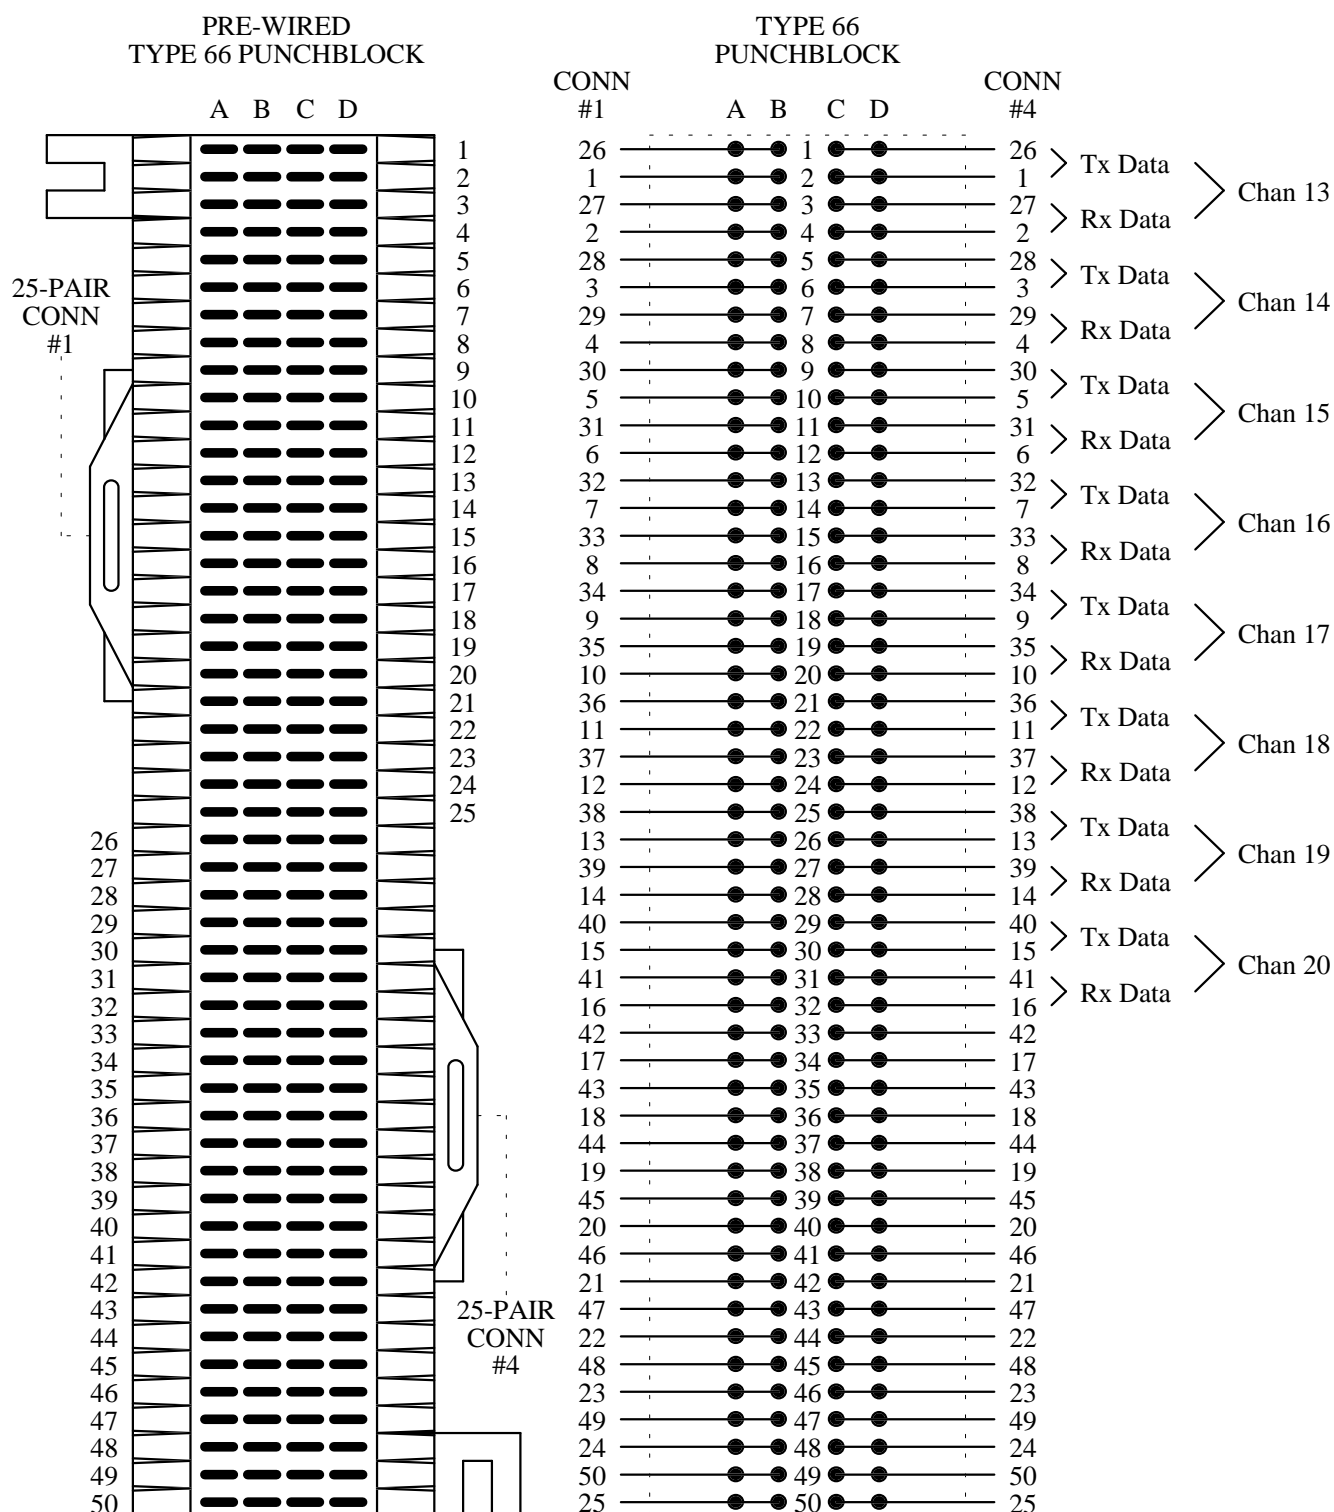 PRE-WIRED
TYPE 66 PUNCHBLOCK
TYPE 66
PUNCHBLOCK
CONN
#1
CONN
#4
A B C D
A B C D
25-PAIR
CONN
#1
1 26 1 26 Tx Data
2 1 2 1
Chan 13
3 27 3 27 Rx Data
4 2 4 2
5 28 5 28 Tx Data
6 3 6 3
Chan 14
7 29 7 29 Rx Data
8 4 8 4
9 30 9 30 Tx Data
10 5 10 5
Chan 15
11 31 11 31 Rx Data
12 6 12 6
13 32 13 32 Tx Data
14 7 14 7
Chan 16
15 33 15 33 Rx Data
16 8 16 8
17 34 17 34 Tx Data
18 9 18 9
Chan 17
19 35 19 35 Rx Data
20 10 20 10
21 36 21 36 Tx Data
22 11 22 11
Chan 18
23 37 23 37 Rx Data
24 12 24 12
25 38 25 38 Tx Data
26 13 26 13
Chan 19
27 39 27 39 Rx Data
28 14 28 14
29 40 29 40 Tx Data
30 15 30 15
Chan 20
31 41 31 41 Rx Data
32 16 32 16
33 42 33 42
34 17 34 17
35 43 35 43
36 18 36 18
37 44 37 44
38 19 38 19
39 45 39 45
40 20 40 20
41 46 41 46
42 21 42 21
43 47 43 47
44 22 44 22
45 48 45 48
46 23 46 23
47 49 47 49
48 24 48 24
49 50 49 50
50 25 50 25
25-PAIR
CONN
#4